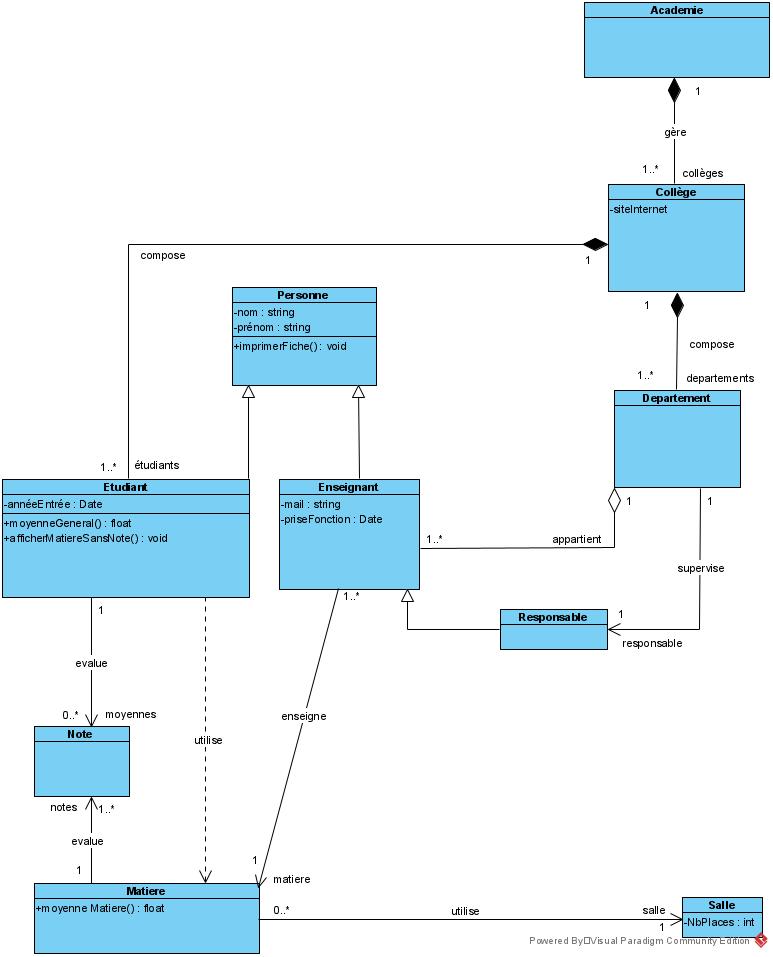 Academie
1
gère
1..*
collèges
Collège
-siteInternet
compose
1
1
compose
Personne
-nom : string
-prénom : string
+imprimerFiche() : void
1..*
departements
Departement
1..*
étudiants
Etudiant
-annéeEntrée : Date
+moyenneGeneral() : float
+afficherMatiereSansNote() : void
Enseignant
-mail : string
-priseFonction : Date
1
1
1..*
appartient
supervise
1
1..*
Responsable
1
responsable
evalue
0..*
moyennes
enseigne
utilise
Note
notes
1..*
evalue
1
1
matiere
Matiere
+moyenne Matiere() : float
0..*
utilise
salle
1
Salle
-NbPlaces : int
Powered By Visual Paradigm Community Edition